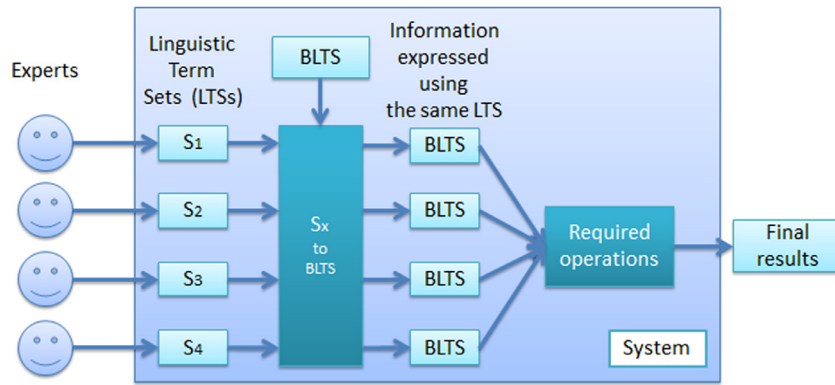 Experts
Linguistic
Term
Sets (LTSs)
BLTS
Information
expressed
using
the same LTS
S1
S2
S3
S4
Sx
to
BLTS
BLTS
BLTS
BLTS
BLTS
Required
operations
Final
results
System